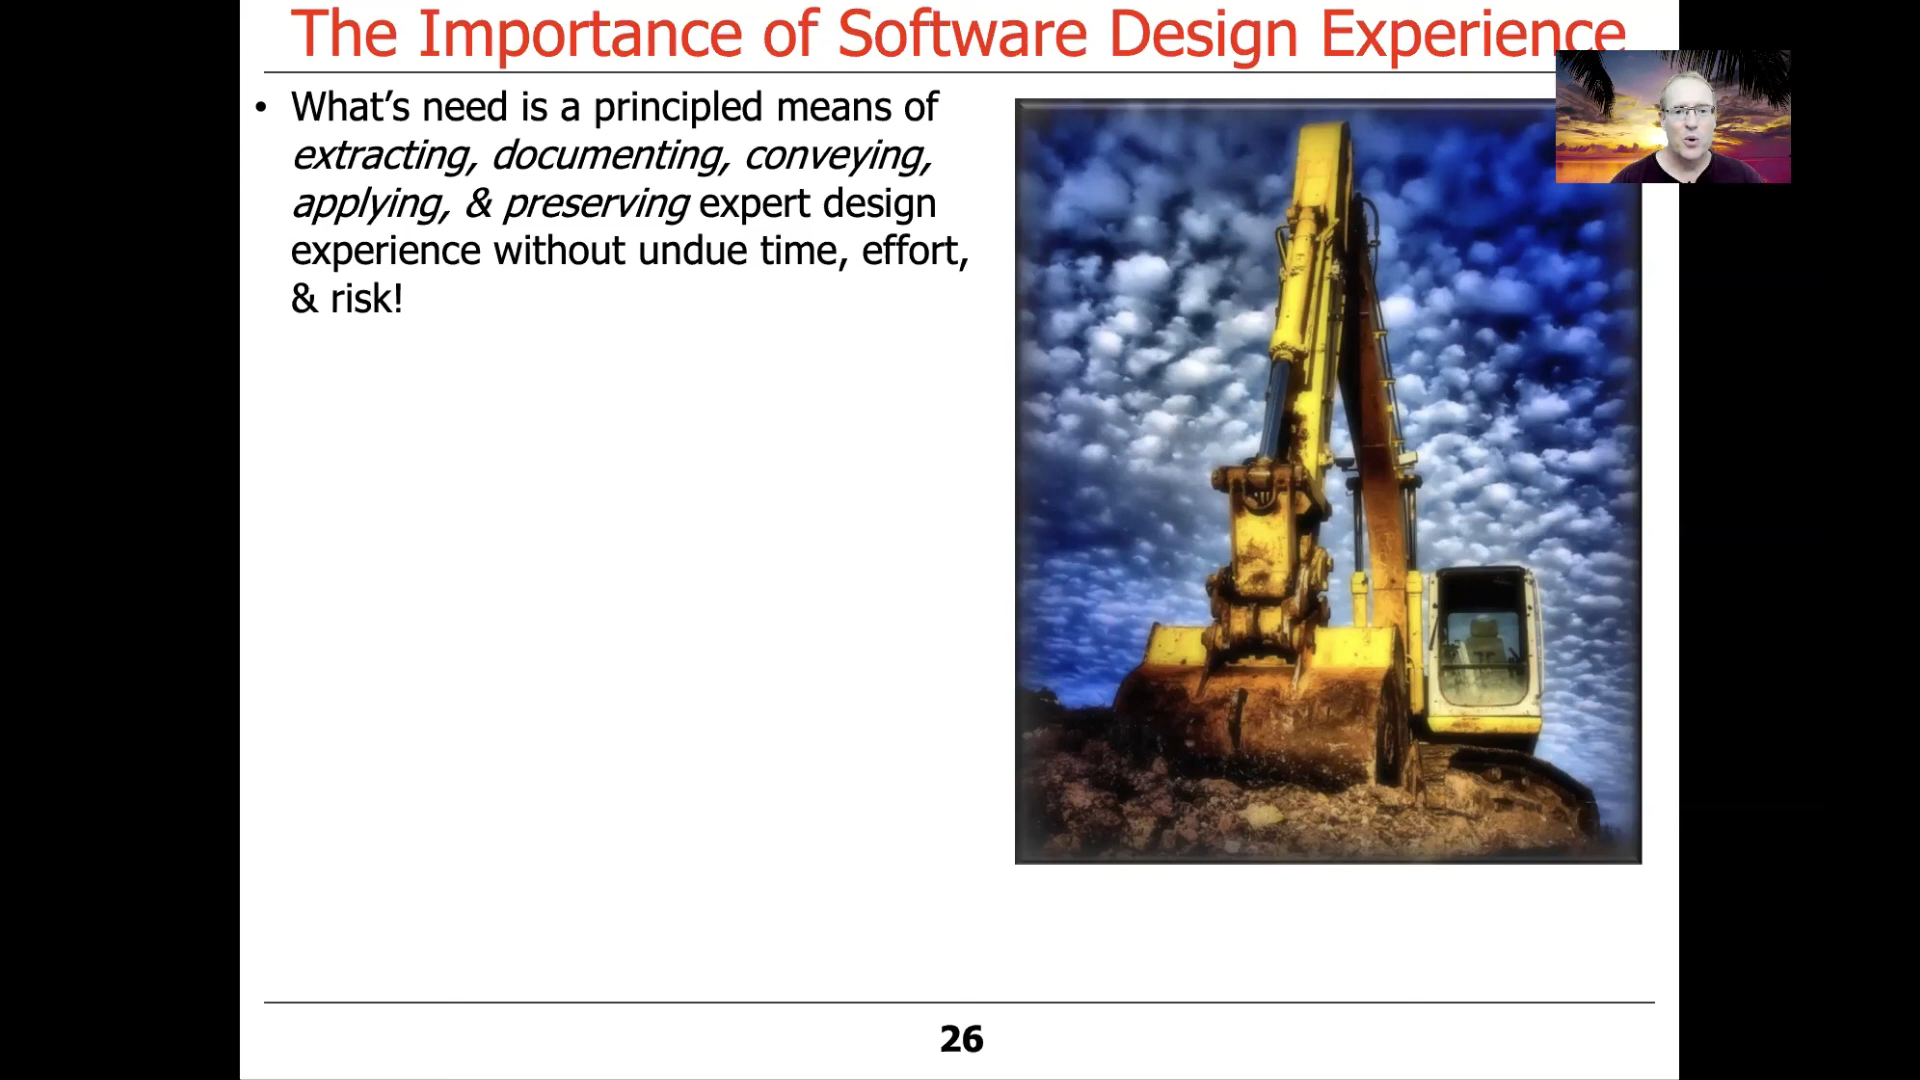 The Importance of Software Design Experience
• What’s need is a principled means of
extracting, documenting, conveying,
applying, & preserving expert design
experience without undue time, effort,
& risk!
26